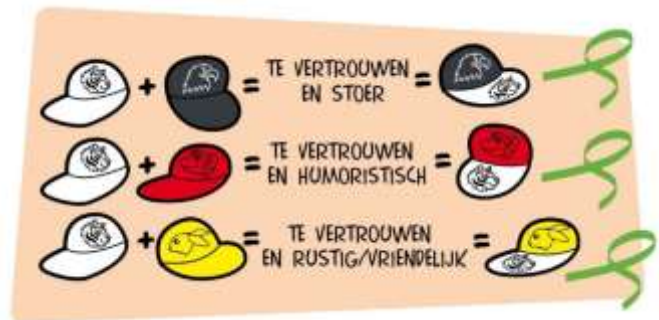 + = TE VERTROUWEN =
EN STOER
+ = TE VERTROUWEN =
EN HUMORISTISCH
+ = TE VERTROUWEN =
EN RUSTIG/VRIENDELIJK